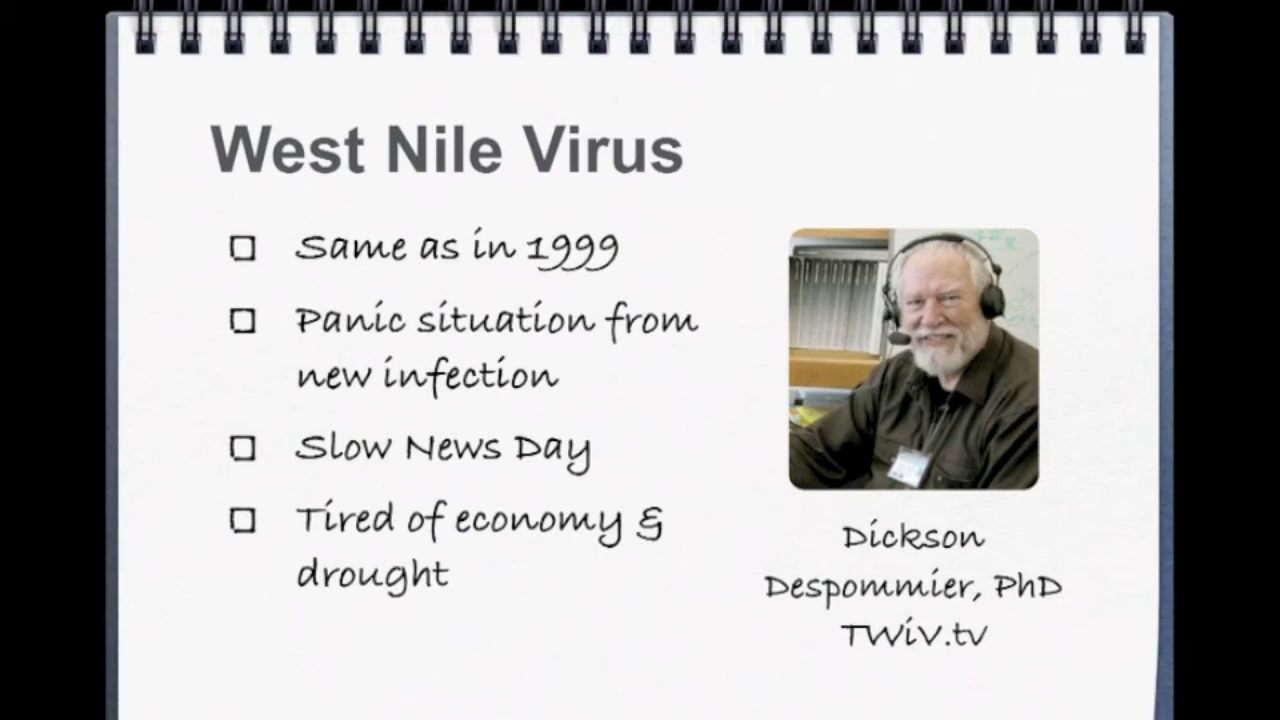 West Nile Virus
Same as in 1999
Panic situation from
new infection
Slow News Day
Tired of economy &
drought
Dickson
Despommier, PhD
TWiV.tv